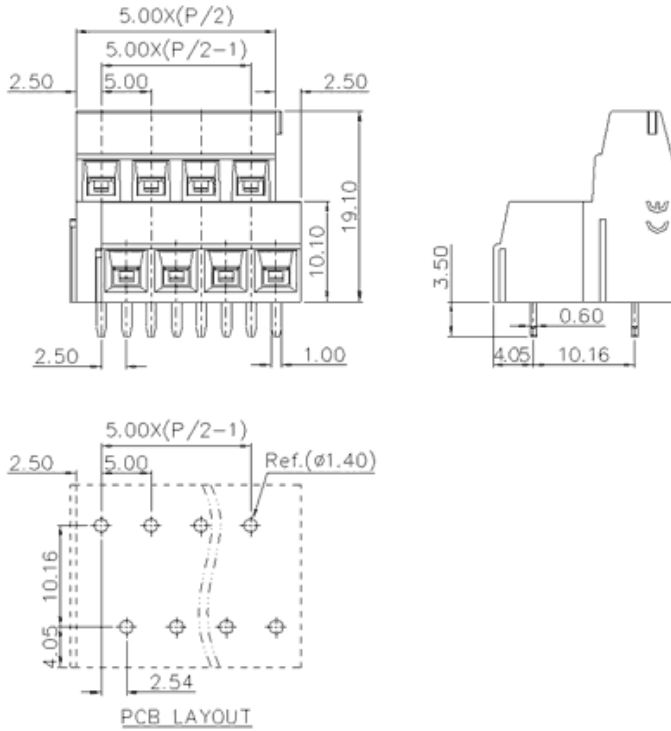 5.00X(P/2)
5.00X(P/2-1)
2.50 5.00 2.50
19.10
10.10
2.50 1.00
3.50
0.60
4.05 10.16
CE
5.00X(P/2-1)
2.50 5.00 Ref.(ø1.40)
10.16
4.05
2.54
PCB LAYOUT